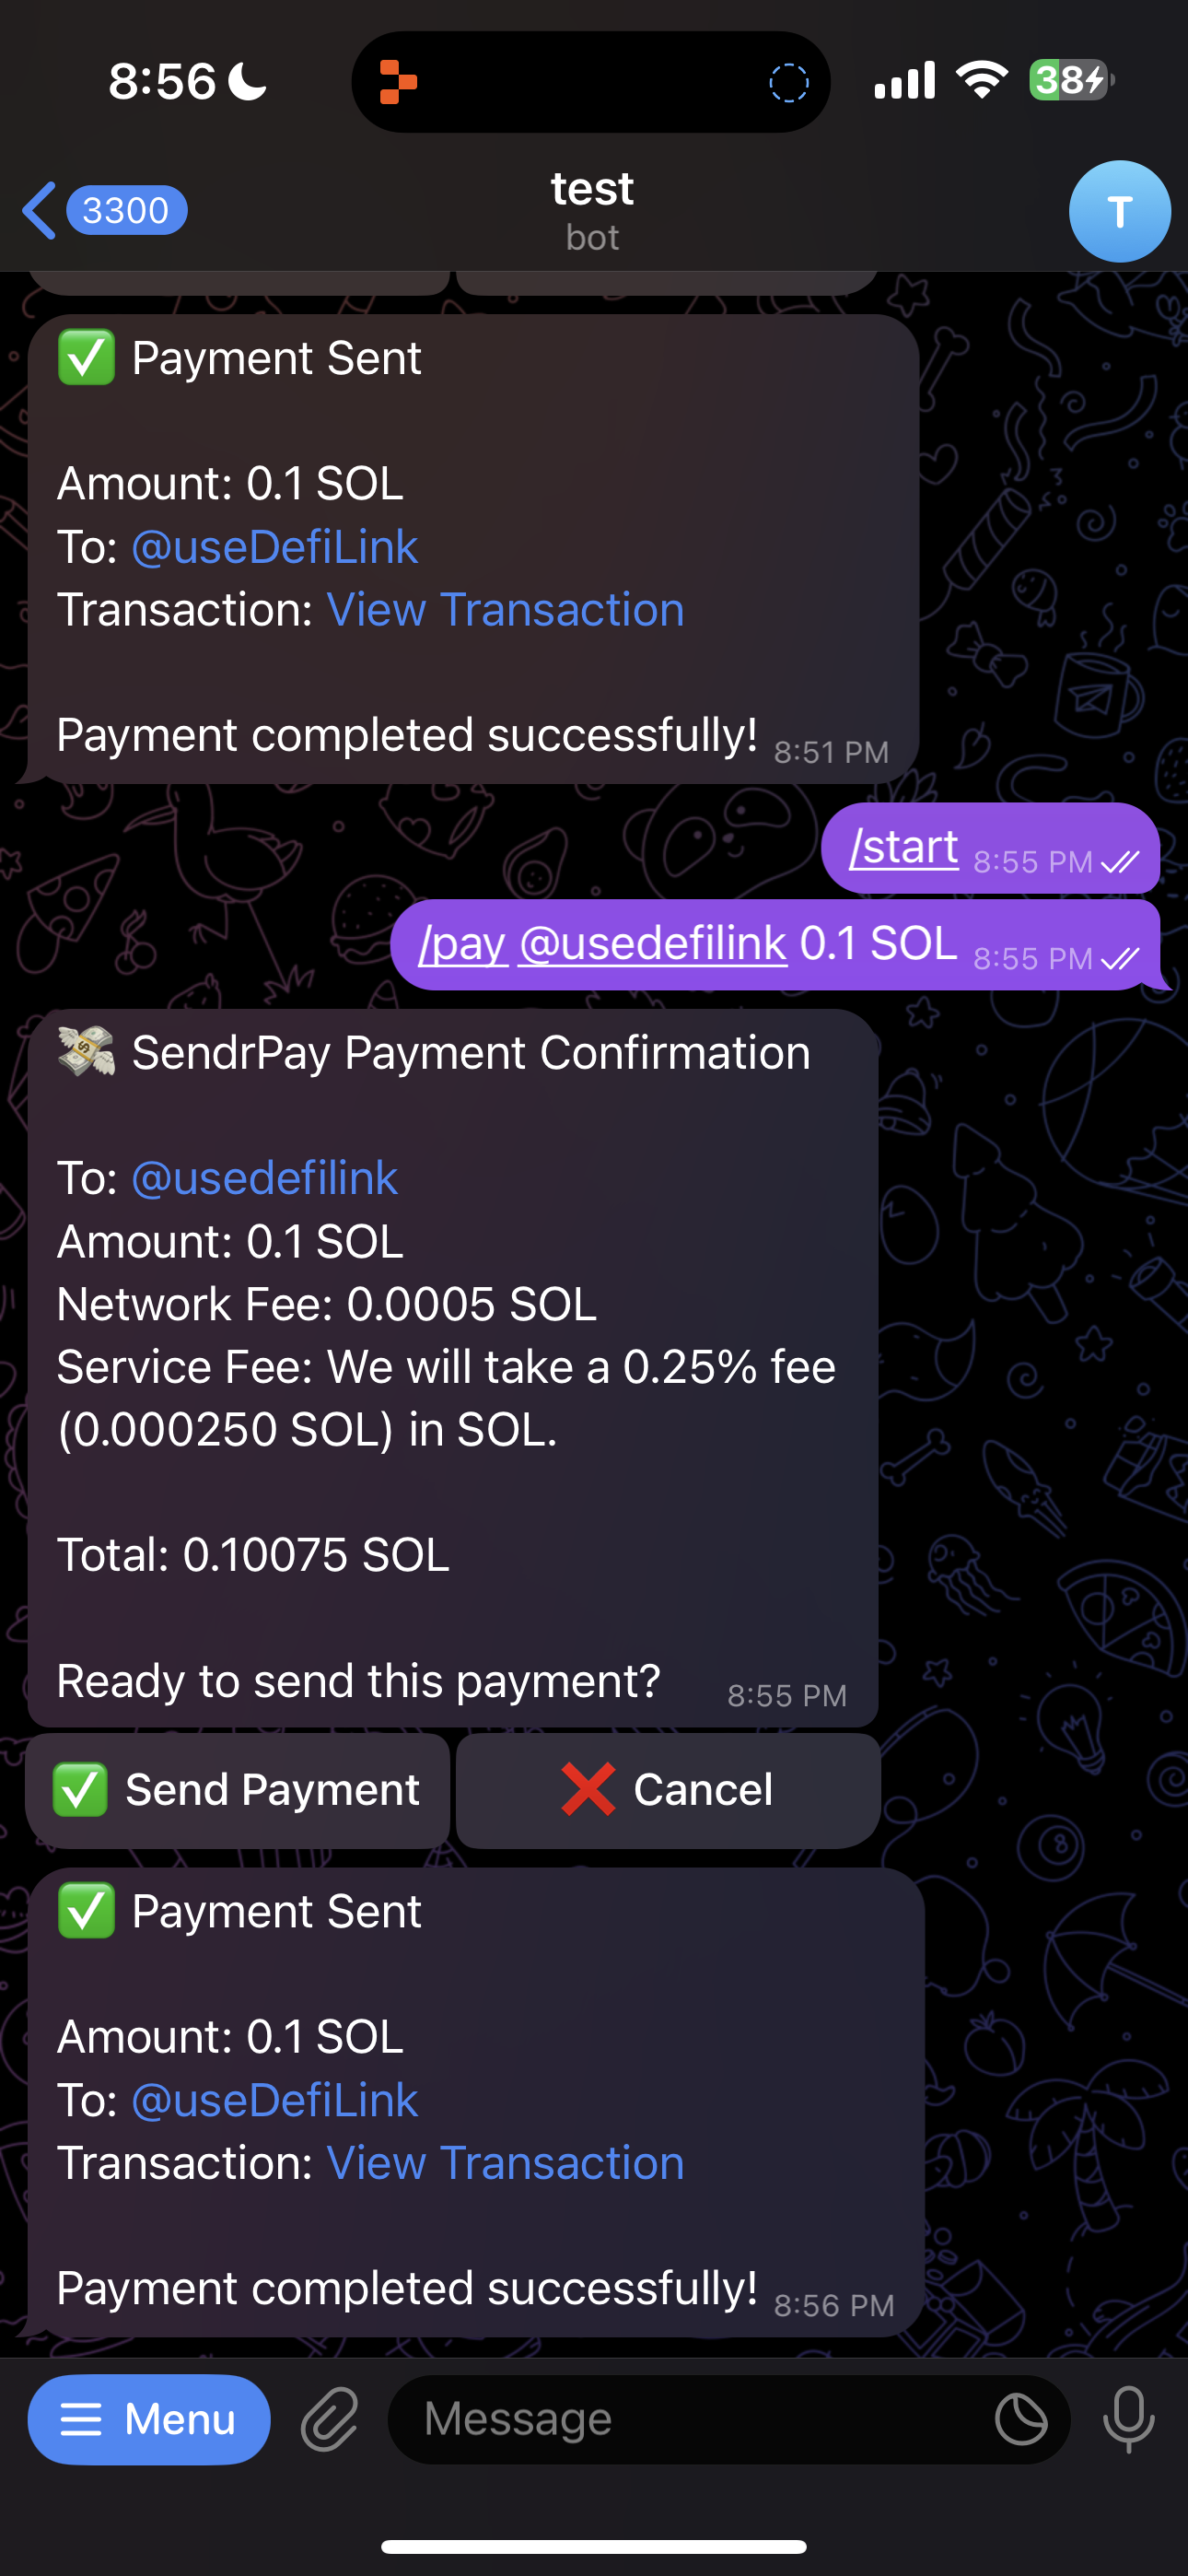 8:56
38
3300
test
bot
T
✅ Payment Sent
Amount: 0.1 SOL
To: @useDefiLink
Transaction: View Transaction
Payment completed successfully! 8:51 PM
/start 8:55 PM
/pay @usedefilink 0.1 SOL 8:55 PM
💸 SendrPay Payment Confirmation
To: @usedefilink
Amount: 0.1 SOL
Network Fee: 0.0005 SOL
Service Fee: We will take a 0.25% fee
(0.000250 SOL) in SOL.
Total: 0.10075 SOL
Ready to send this payment? 8:55 PM
✅ Send Payment
❌ Cancel
✅ Payment Sent
Amount: 0.1 SOL
To: @useDefiLink
Transaction: View Transaction
Payment completed successfully! 8:56 PM
Menu
Message